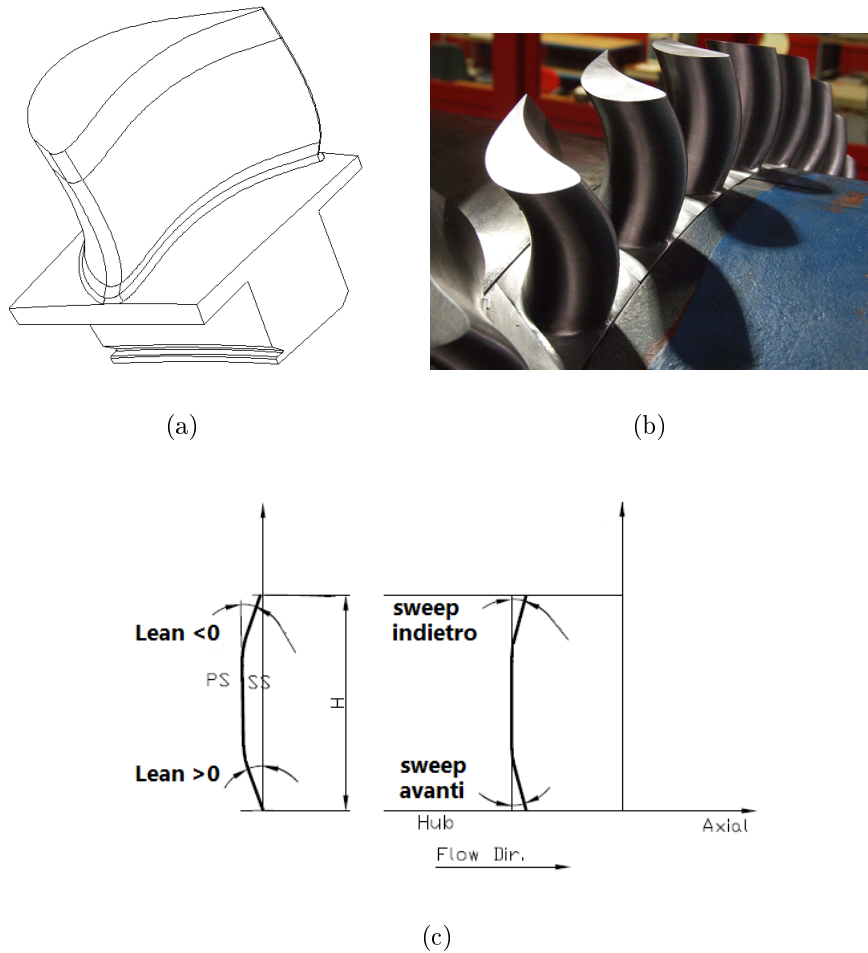 (a)
(b)
Lean <0
PS SS
Lean >0
H
sweep
indietro
sweep
avanti
Hub
Axial
Flow Dir.
(c)